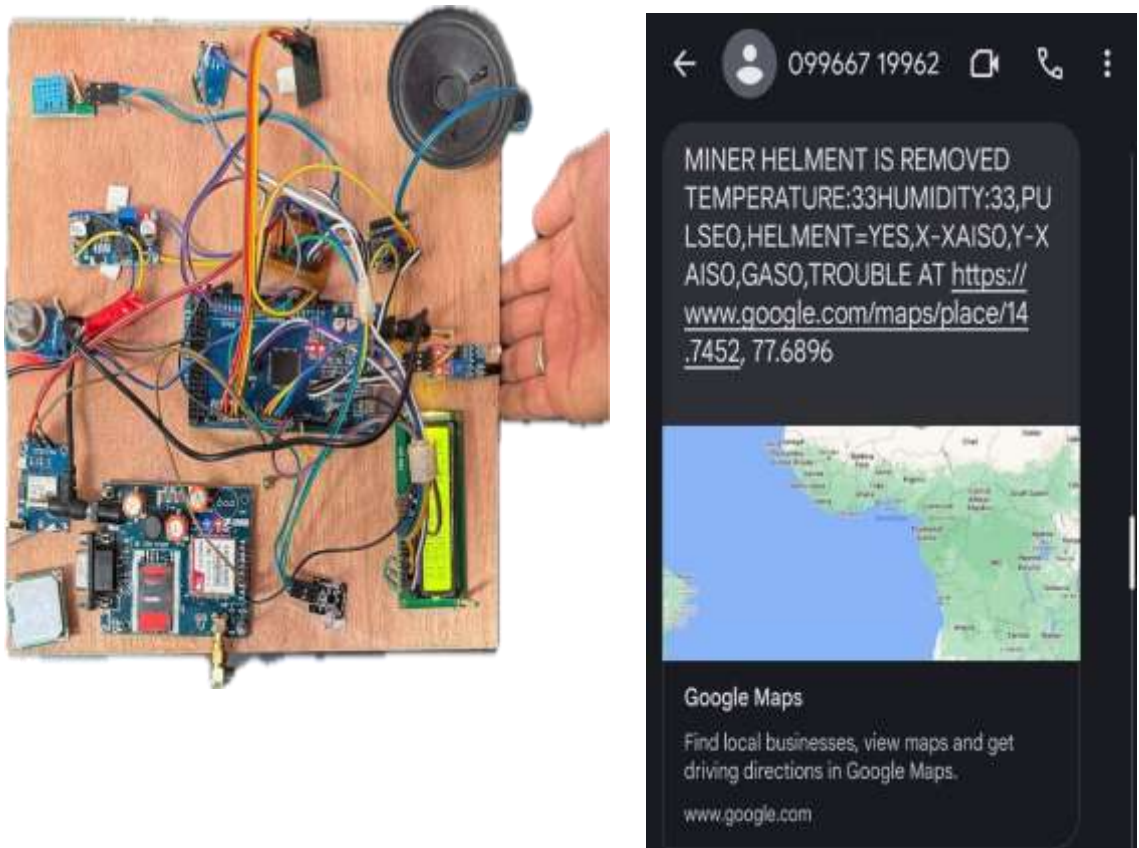 099667 19962
MINER HELMENT IS REMOVED
TEMPERATURE:33HUMIDITY:33,PU
LSE0,HELMENT=YES,X-XAIS0,Y-X
AIS0,GAS0,TROUBLE AT https://
www.google.com/maps/place/14
.7452, 77.6896
Google Maps
Find local businesses, view maps and get
driving directions in Google Maps.
www.google.com